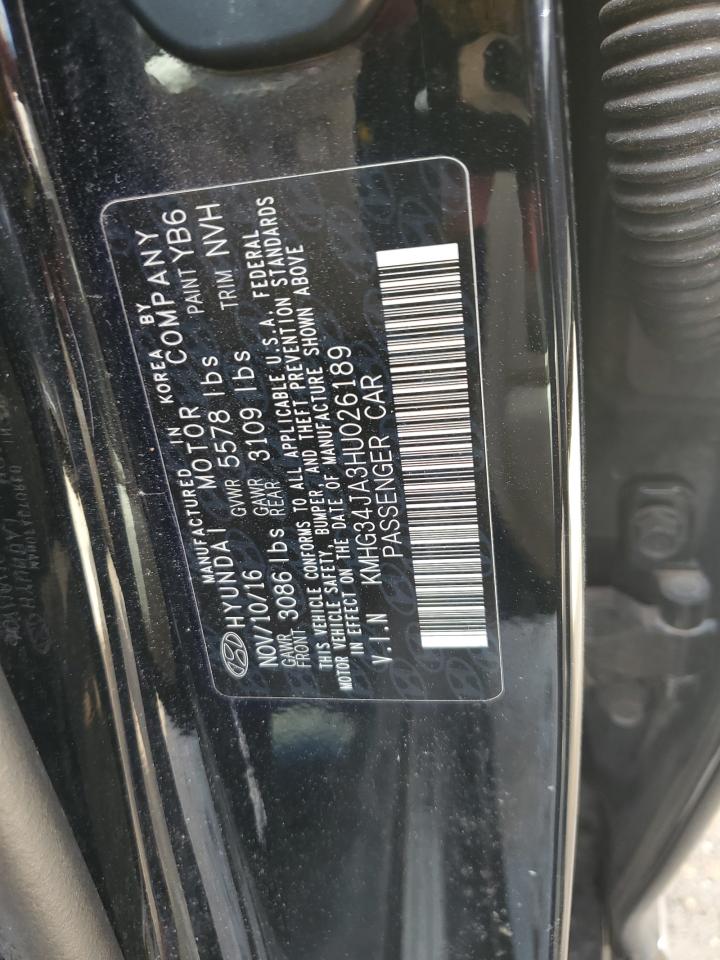 MANUFACTURED IN KOREA BY
HYUNDAI MOTOR COMPANY
NOV/10/16 GVWR 5578 lbs PAINT YB6
GAWR FRONT 3086 lbs GAWR REAR 3109 lbs TRIM NVH
THIS VEHICLE CONFORMS TO ALL APPLICABLE U.S.A. FEDERAL
MOTOR VEHICLE SAFETY, BUMPER, AND THEFT PREVENTION STANDARDS
IN EFFECT ON THE DATE OF MANUFACTURE SHOWN ABOVE
V.I.N KMHG34JA3HU026189
PASSENGER CAR